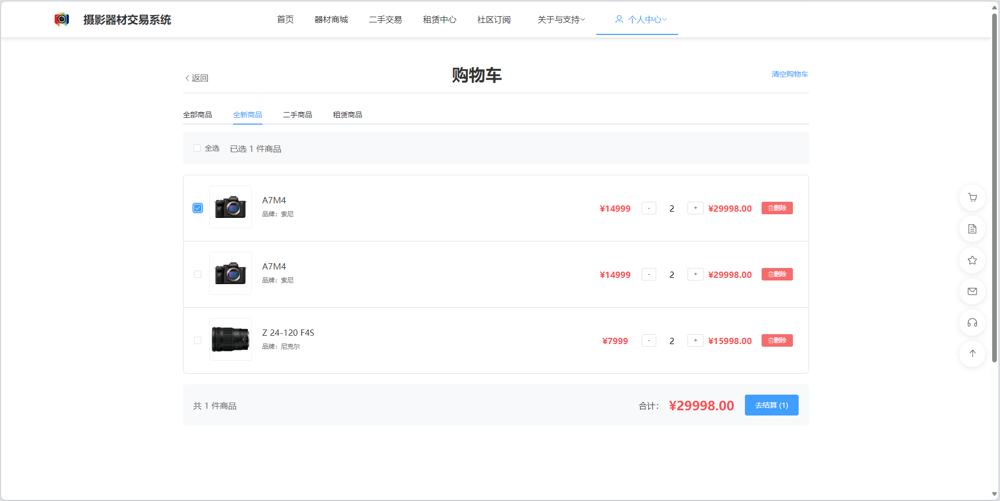 摄影器材交易系统
首页 器材商城 二手交易 租赁中心 社区订阅 关于与支持 个人中心
返回
购物车
清空购物车
全部商品 全新商品 二手商品 租赁商品
全选 已选 1 件商品
A7M4
品牌：索尼
¥14999 - 2 + ¥29998.00 删除
A7M4
品牌：索尼
¥14999 - 2 + ¥29998.00 删除
Z 24-120 F4S
品牌：尼克尔
¥7999 - 2 + ¥15998.00 删除
共 1 件商品
合计： ¥29998.00 去结算 (1)